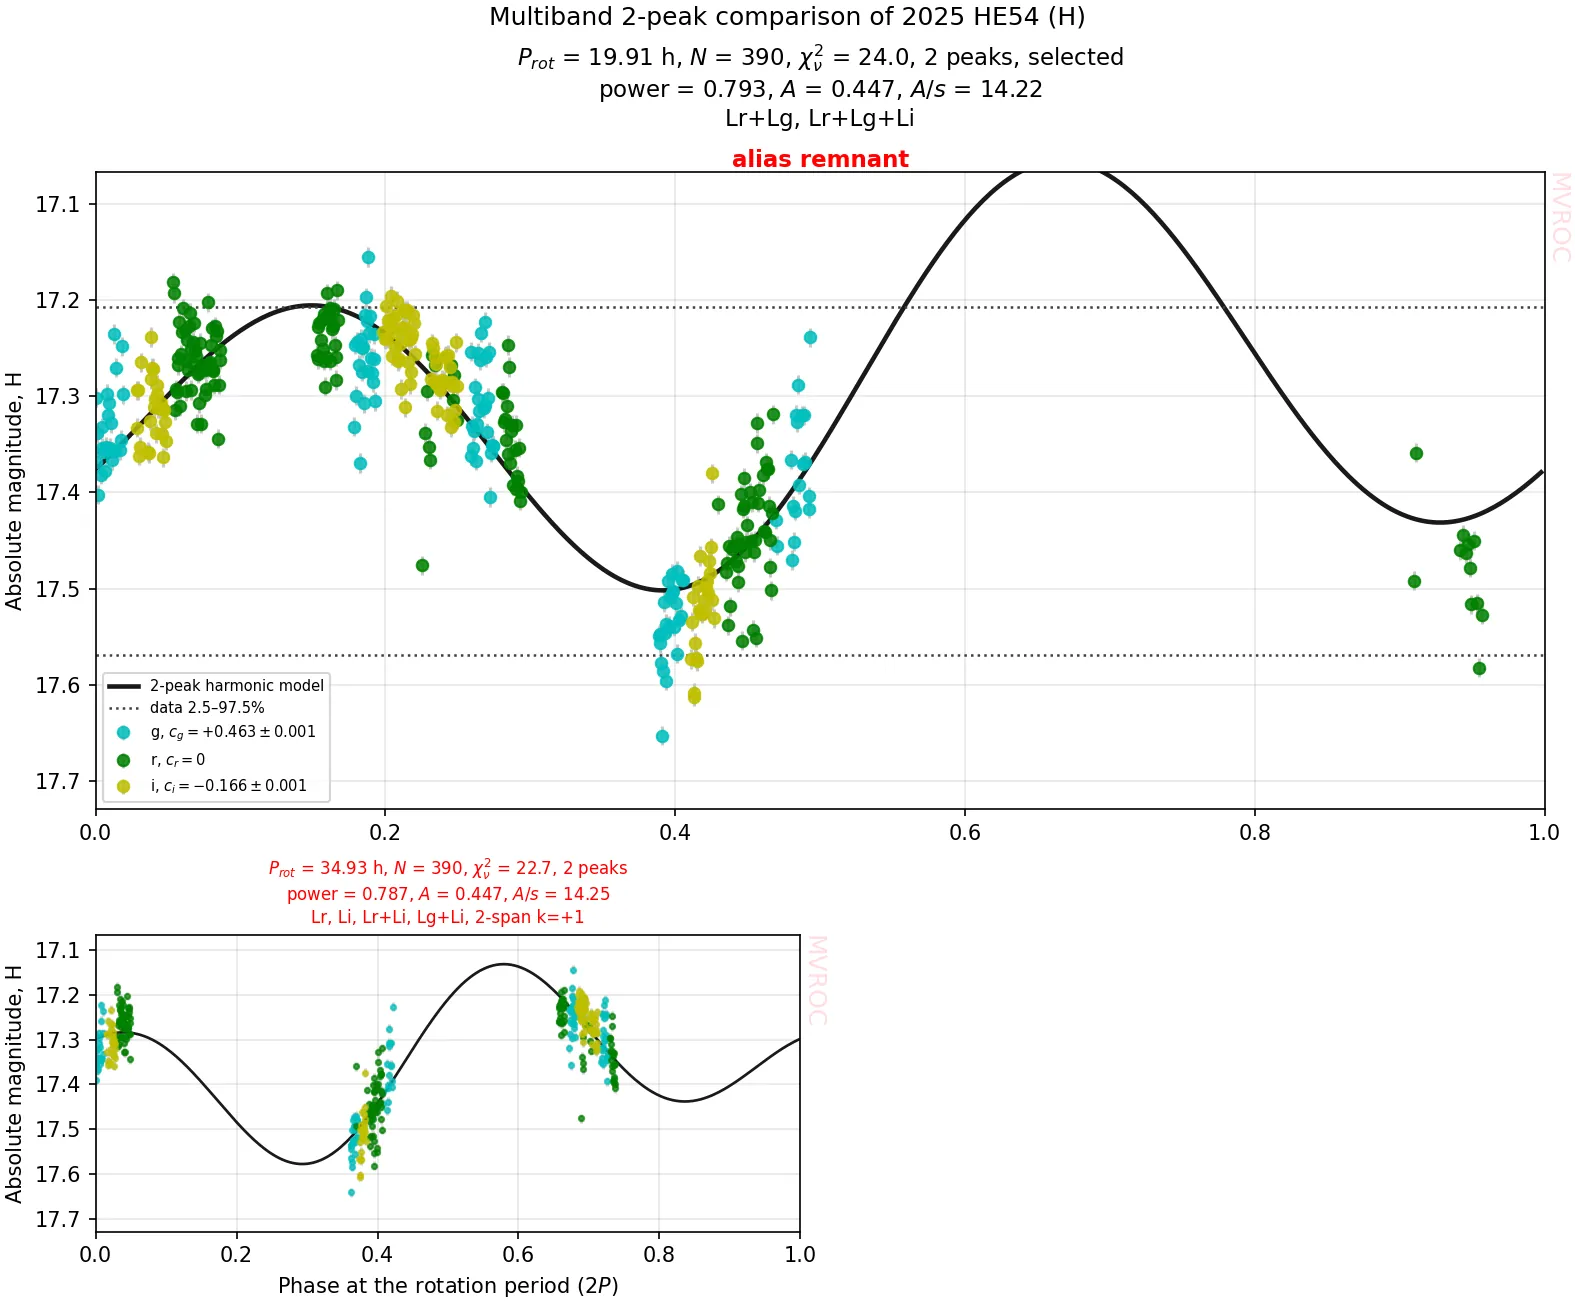 Multiband 2-peak comparison of 2025 HE54 (H)
P_rot = 19.91 h, N = 390, χ²_ν = 24.0, 2 peaks, selected
power = 0.793, A = 0.447, A/s = 14.22
Lr+Lg, Lr+Lg+Li
alias remnant
MVROC
Absolute magnitude, H
17.1
17.2
17.3
17.4
17.5
17.6
17.7
2-peak harmonic model
data 2.5–97.5%
g, c_g = +0.463 ± 0.001
r, c_r = 0
i, c_i = −0.166 ± 0.001
0.0 0.2 0.4 0.6 0.8 1.0
P_rot = 34.93 h, N = 390, χ²_ν = 22.7, 2 peaks
power = 0.787, A = 0.447, A/s = 14.25
Lr, Li, Lr+Li, Lg+Li, 2-span k=+1
MVROC
Absolute magnitude, H
17.1
17.2
17.3
17.4
17.5
17.6
17.7
0.0 0.2 0.4 0.6 0.8 1.0
Phase at the rotation period (2P)